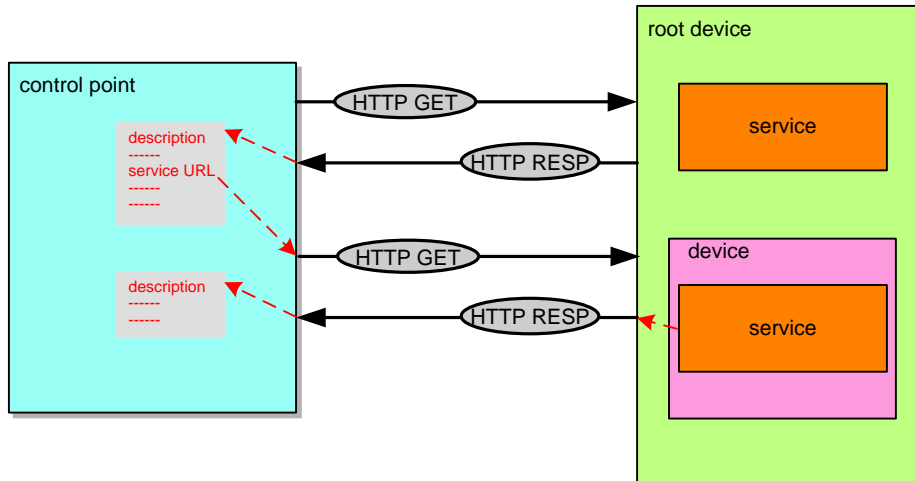 root device
control point
HTTP GET
service
description
------
service URL
------
------
HTTP RESP
device
HTTP GET
description
------
------
HTTP RESP
service